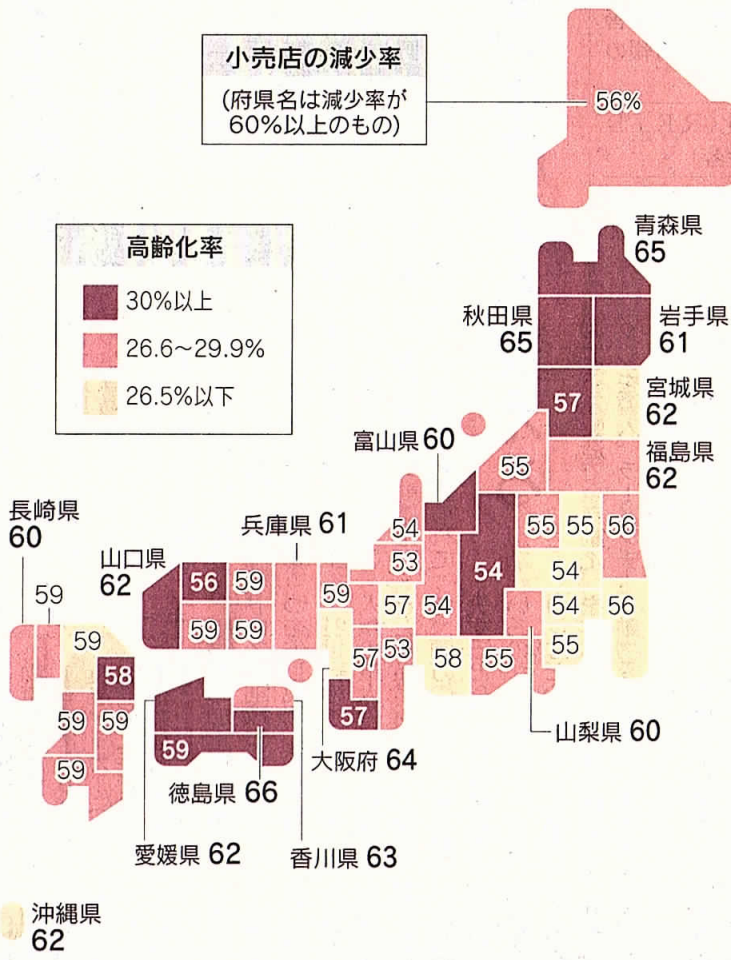 小売店の減少率
(府県名は減少率が
60%以上のもの)
56%
高齢化率
30%以上
26.6〜29.9%
26.5%以下
青森県
65
秋田県
65
岩手県
61
57
宮城県
62
福島県
62
富山県 60
55
54
55
55
56
長崎県
60
59
山口県
62
兵庫県 61
56
59
59
59
59
53
57
54
54
54
54
56
55
59
58
57
53
58
55
59
59
59
57
山梨県 60
大阪府 64
59
徳島県 66
愛媛県 62
香川県 63
沖縄県
62